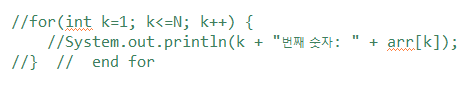 //for(int k=1; k<=N; k++) {
//System.out.println(k + "번째 숫자: " + arr[k]);
//}  //  end for